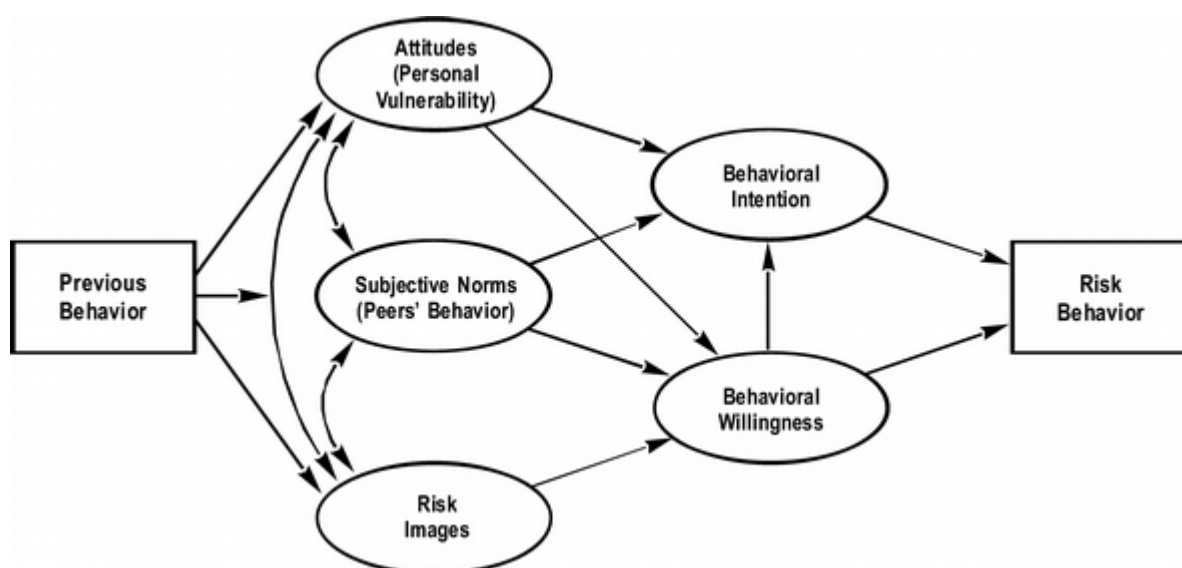 Attitudes
(Personal
Vulnerability)
Behavioral
Intention
Previous
Behavior
Subjective Norms
(Peers' Behavior)
Risk
Behavior
Behavioral
Willingness
Risk
Images